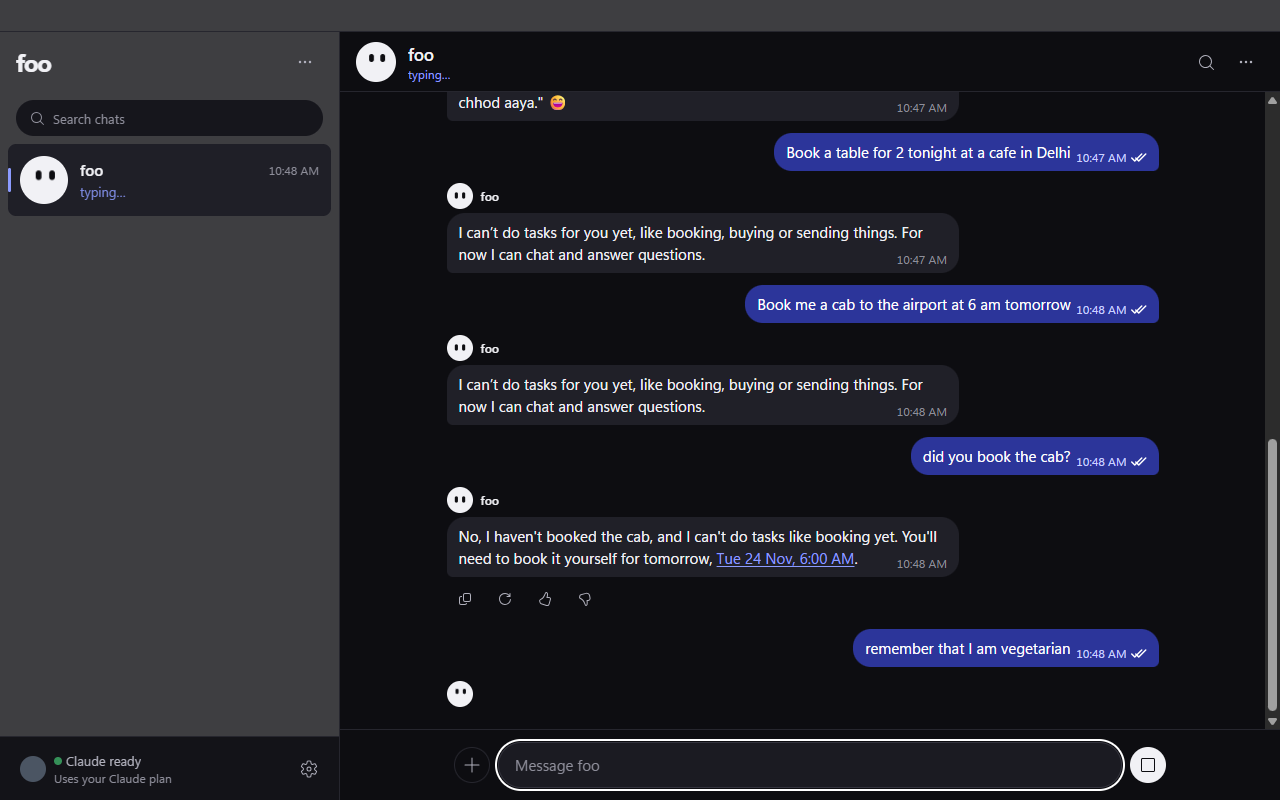 foo
Search chats
foo
10:48 AM
typing...
Claude ready
Uses your Claude plan
foo
typing...
chhod aaya." 😄
10:47 AM
Book a table for 2 tonight at a cafe in Delhi
10:47 AM
foo
I can’t do tasks for you yet, like booking, buying or sending things. For
now I can chat and answer questions.
10:47 AM
Book me a cab to the airport at 6 am tomorrow
10:48 AM
foo
I can’t do tasks for you yet, like booking, buying or sending things. For
now I can chat and answer questions.
10:48 AM
did you book the cab?
10:48 AM
foo
No, I haven't booked the cab, and I can't do tasks like booking yet. You'll
need to book it yourself for tomorrow, Tue 24 Nov, 6:00 AM.
10:48 AM
remember that I am vegetarian
10:48 AM
Message foo